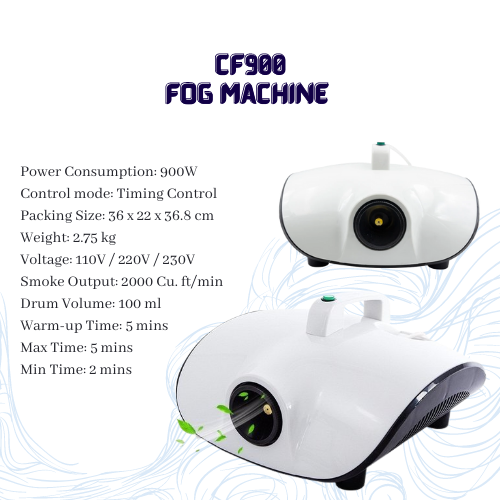 CF900
FOG MACHINE
Power Consumption: 900W
Control mode: Timing Control
Packing Size: 36 x 22 x 36.8 cm
Weight: 2.75 kg
Voltage: 110V / 220V / 230V
Smoke Output: 2000 Cu. ft/min
Drum Volume: 100 ml
Warm-up Time: 5 mins
Max Time: 5 mins
Min Time: 2 mins